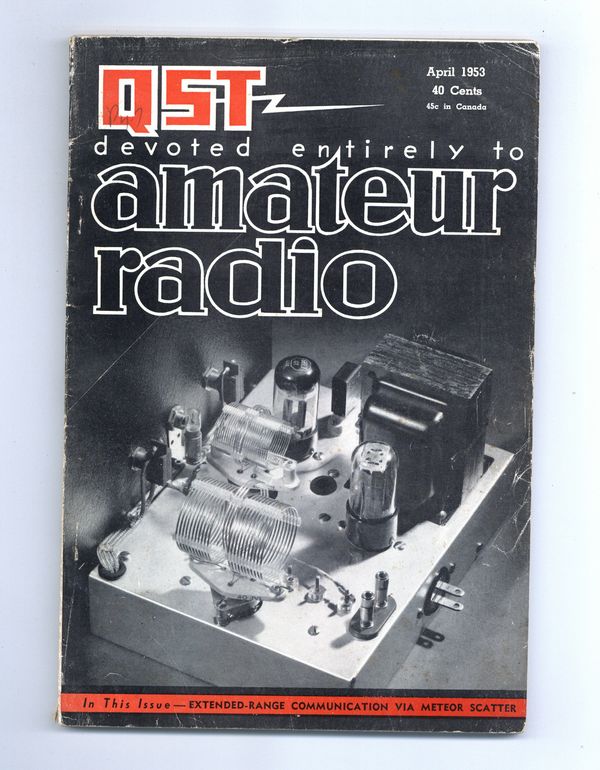 QST
April 1953
40 Cents
45c in Canada
devoted entirely to
amateur
radio
In This Issue — EXTENDED-RANGE COMMUNICATION VIA METEOR SCATTER